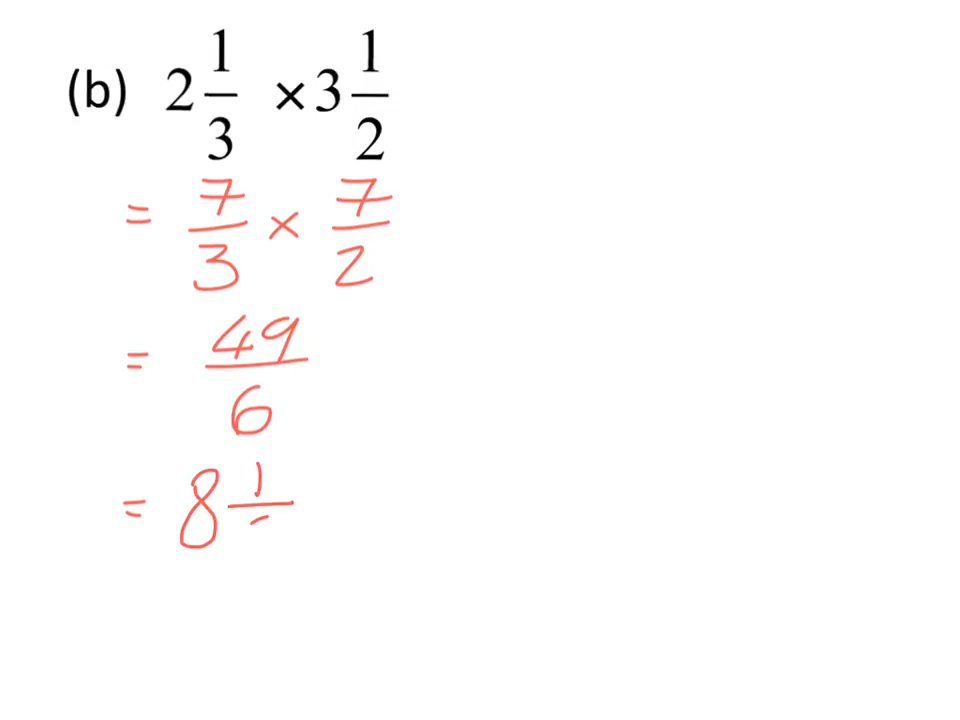 (b) 2 1/3 × 3 1/2
= 7/3 × 7/2
= 49/6
= 8 1/